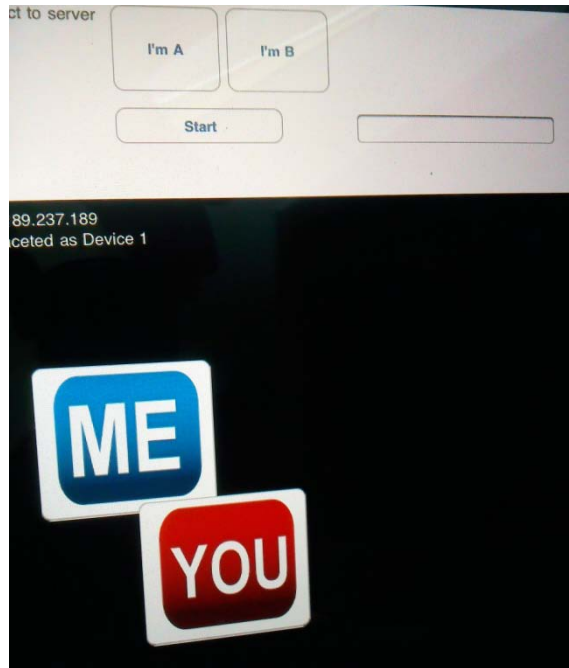 ct to server
I'm A
I'm B
Start
89.237.189
ceted as Device 1
ME
YOU